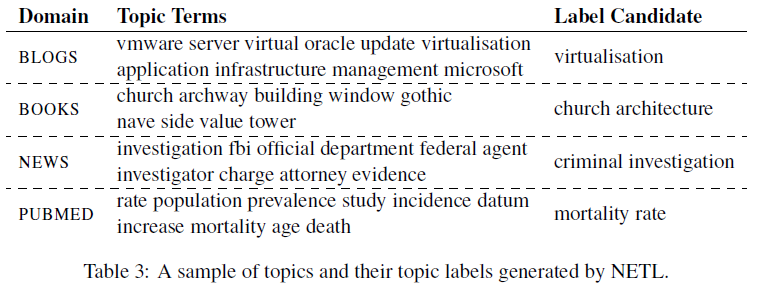 Domain Topic Terms Label Candidate
BLOGS vmware server virtual oracle update virtualisation
application infrastructure management microsoft virtualisation
BOOKS church archway building window gothic
nave side value tower church architecture
NEWS investigation fbi official department federal agent
investigator charge attorney evidence criminal investigation
PUBMED rate population prevalence study incidence datum
increase mortality age death mortality rate
Table 3: A sample of topics and their topic labels generated by NETL.